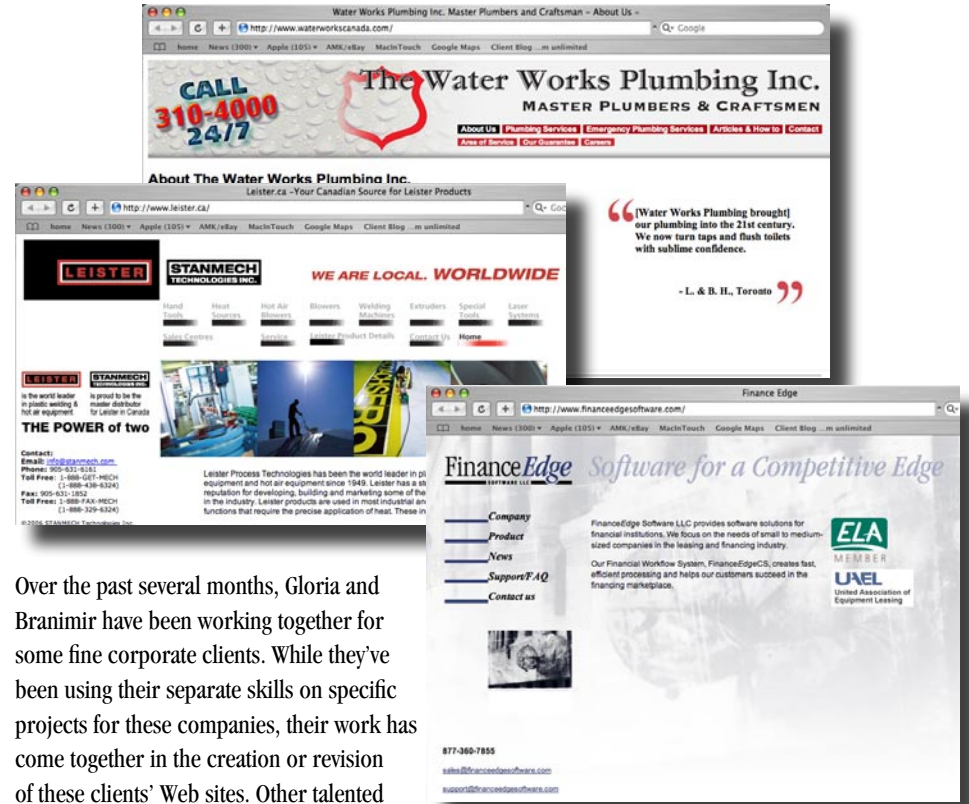 Water Works Plumbing Inc. Master Plumbers and Craftsman – About Us –
http://www.waterworkscanada.com/
Google
home News (300) Apple (105) AMK/eBay MacInTouch Google Maps Client Blog ...m unlimited
CALL
310-4000
24/7
The Water Works Plumbing Inc.
MASTER PLUMBERS & CRAFTSMEN
About Us Plumbing Services Emergency Plumbing Services Articles & How to Contact
Area of Service Our Guarantee Careers
About The Water Works Plumbing Inc.
“[Water Works Plumbing brought]
our plumbing into the 21st century.
We now turn taps and flush toilets
with sublime confidence.
- L. & B. H., Toronto ”
Leister.ca –Your Canadian Source for Leister Products
http://www.leister.ca/
home News (300) Apple (105) AMK/eBay MacInTouch Google Maps Client Blog ...m unlimited
LEISTER STANMECH
TECHNOLOGIES INC.
WE ARE LOCAL. WORLDWIDE
Hand Heat Hot Air Blowers Welding Extruders Special Laser
Tools Sources Blowers Machines Tools Systems
Sales Centres Service Leister Product Details Contact Us Home
LEISTER STANMECH
TECHNOLOGIES INC.
is the world leader is proud to be the
in plastic welding & master distributor
hot air equipment for Leister in Canada
THE POWER of two
Contact:
Email: info@stanmech.com
Phone: 905-631-6161
Toll Free: 1-888-GET-MECH
(1-888-438-6324)
Fax: 905-631-1852
Toll Free: 1-888-FAX-MECH
(1-888-329-6324)
©2006 STANMECH Technologies Inc.
Leister Process Technologies has been the world leader in pl
equipment and hot air equipment since 1949. Leister has a st
reputation for developing, building and marketing some of the
in the industry. Leister products are used in most industrial an
functions that require the precise application of heat. These in
Finance Edge
http://www.financeedgesoftware.com/
home News (300) Apple (105) AMK/eBay MacInTouch Google Maps Client Blog ...m unlimited
FinanceEdge Software for a Competitive Edge
SOFTWARE LLC
Company
Product
News
Support/FAQ
Contact us
FinanceEdge Software LLC provides software solutions for
financial institutions. We focus on the needs of small to medium-
sized companies in the leasing and financing industry.
Our Financial Workflow System, FinanceEdgeCS, creates fast,
efficient processing and helps our customers succeed in the
financing marketplace.
ELA
MEMBER
UAEL
United Association of
Equipment Leasing
877-360-7855
sales@financeedgesoftware.com
support@financeedgesoftware.com
Over the past several months, Gloria and
Branimir have been working together for
some fine corporate clients. While they’ve
been using their separate skills on specific
projects for these companies, their work has
come together in the creation or revision
of these clients’ Web sites. Other talented